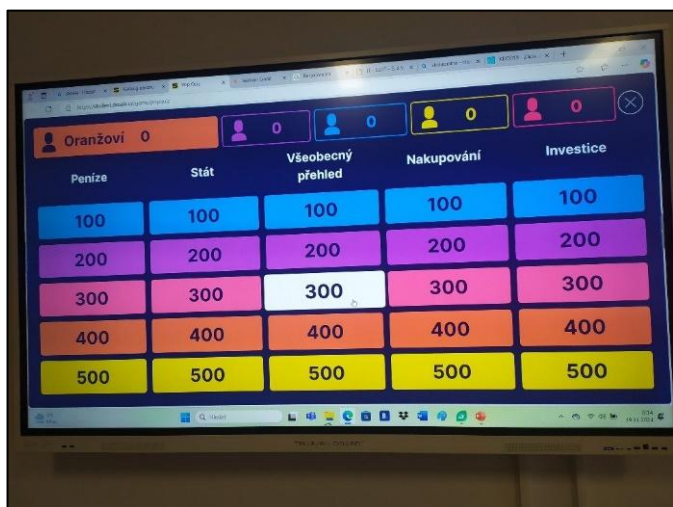 Oranžoví 0
0
0
0
0
Peníze
Stát
Všeobecný
přehled
Nakupování
Investice
100 100 100 100 100
200 200 200 200 200
300 300 300 300 300
400 400 400 400 400
500 500 500 500 500
Hledat